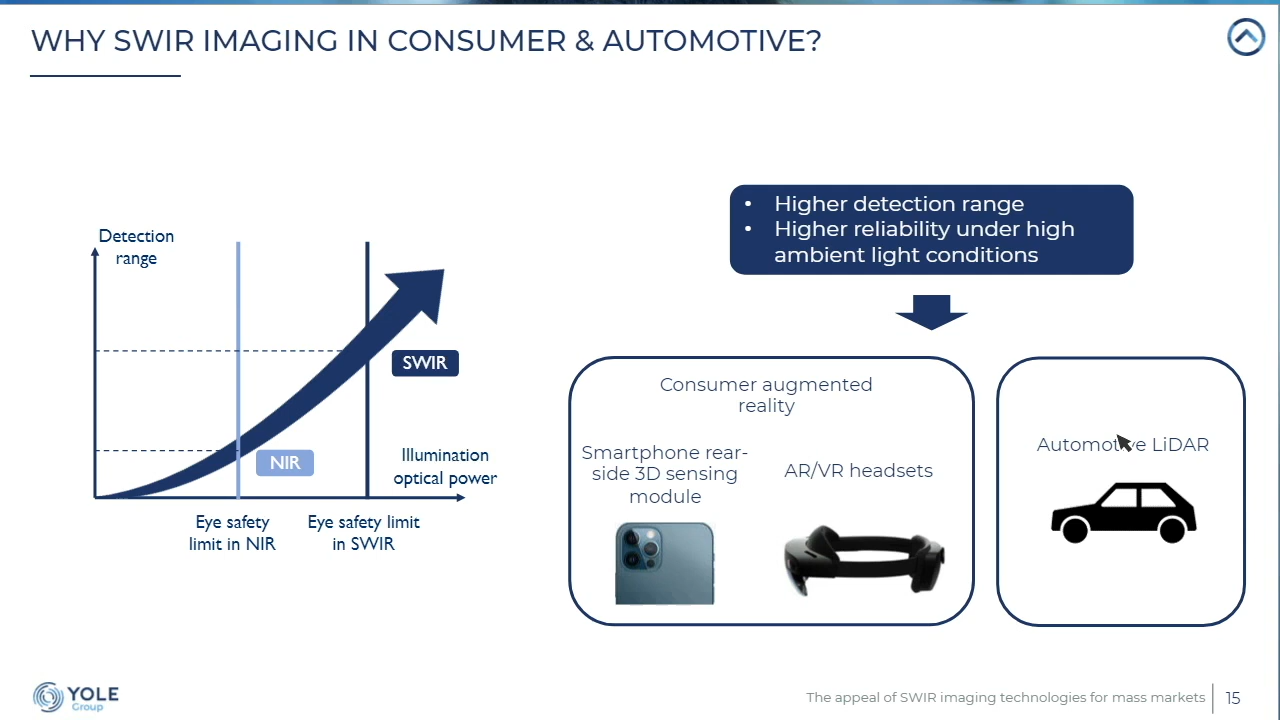 WHY SWIR IMAGING IN CONSUMER & AUTOMOTIVE?
Detection
range
SWIR
NIR
Illumination
optical power
Eye safety
limit in NIR
Eye safety limit
in SWIR
• Higher detection range
• Higher reliability under high
ambient light conditions
Consumer augmented
reality
Smartphone rear-
side 3D sensing
module
AR/VR headsets
Automotive LiDAR
YOLE
Group
The appeal of SWIR imaging technologies for mass markets
15